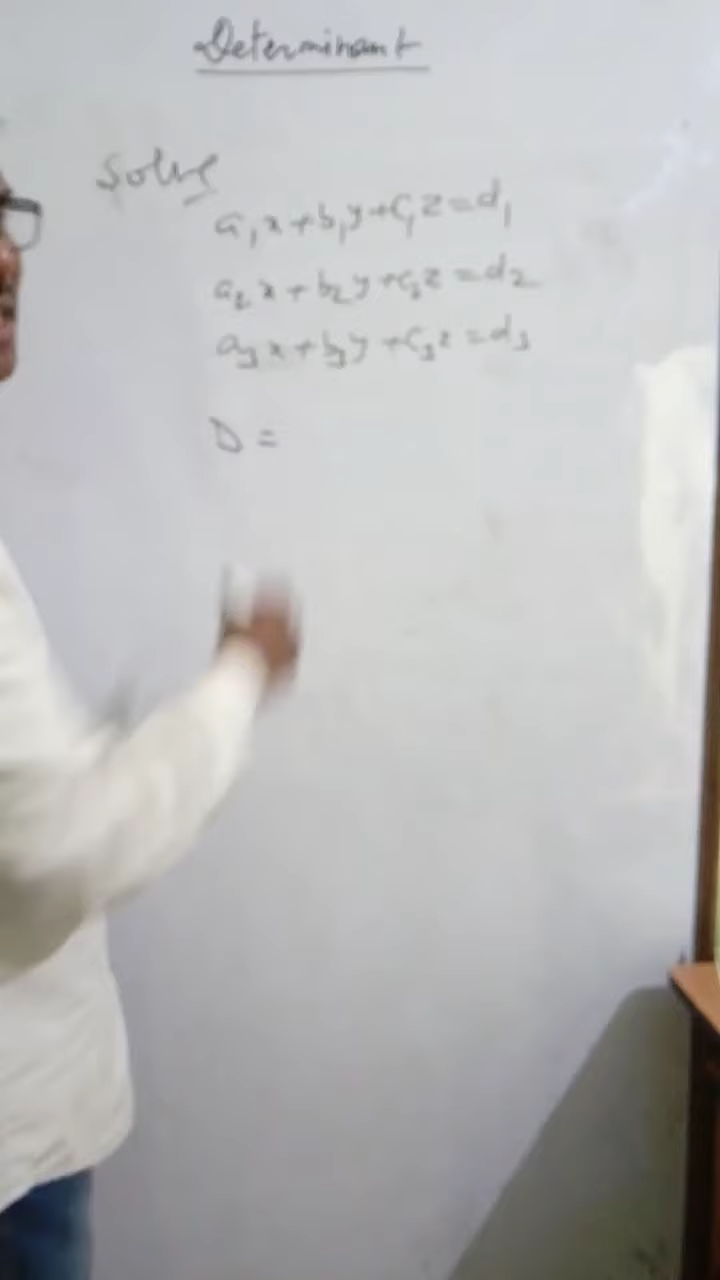 Determinant
Solve
a₁x+b₁y+c₁z=d₁
a₂x+b₂y+c₂z=d₂
a₃x+b₃y+c₃z=d₃
D =